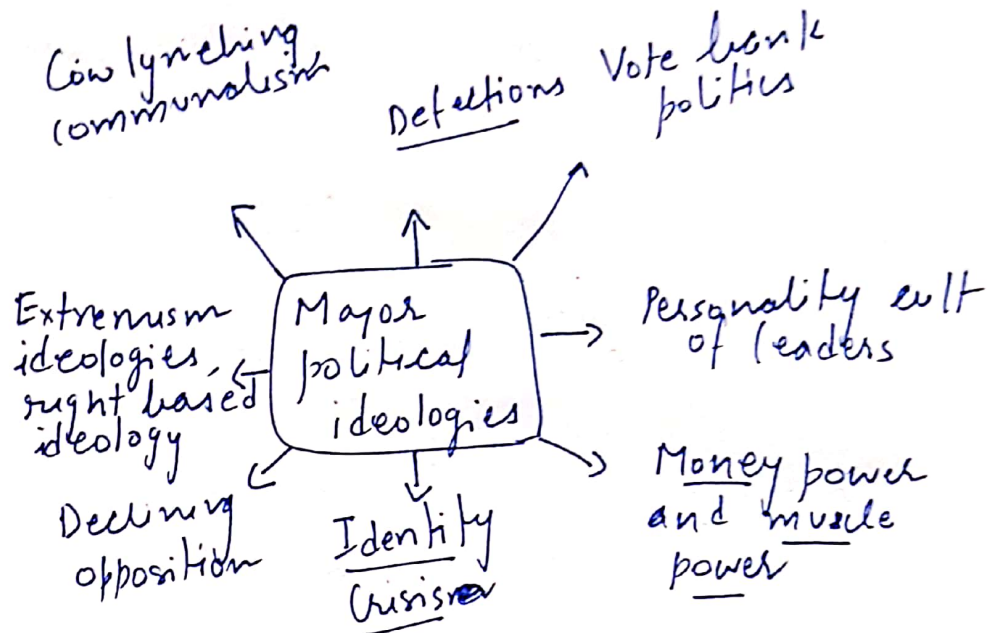 Cow lynching
communalism
Defections
Vote bank
politics
Extremism
ideologies,
right based
ideology
Major
political
ideologies
Personality cult
of leaders
Declining
opposition
Identity
Crisis
Money power
and muscle
power